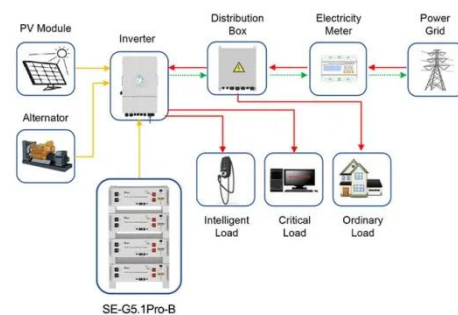 PV Module
Inverter
Distribution
Box
Electricity
Meter
Power
Grid
Alternator
Intelligent
Load
Critical
Load
Ordinary
Load
SE-G5.1Pro-B